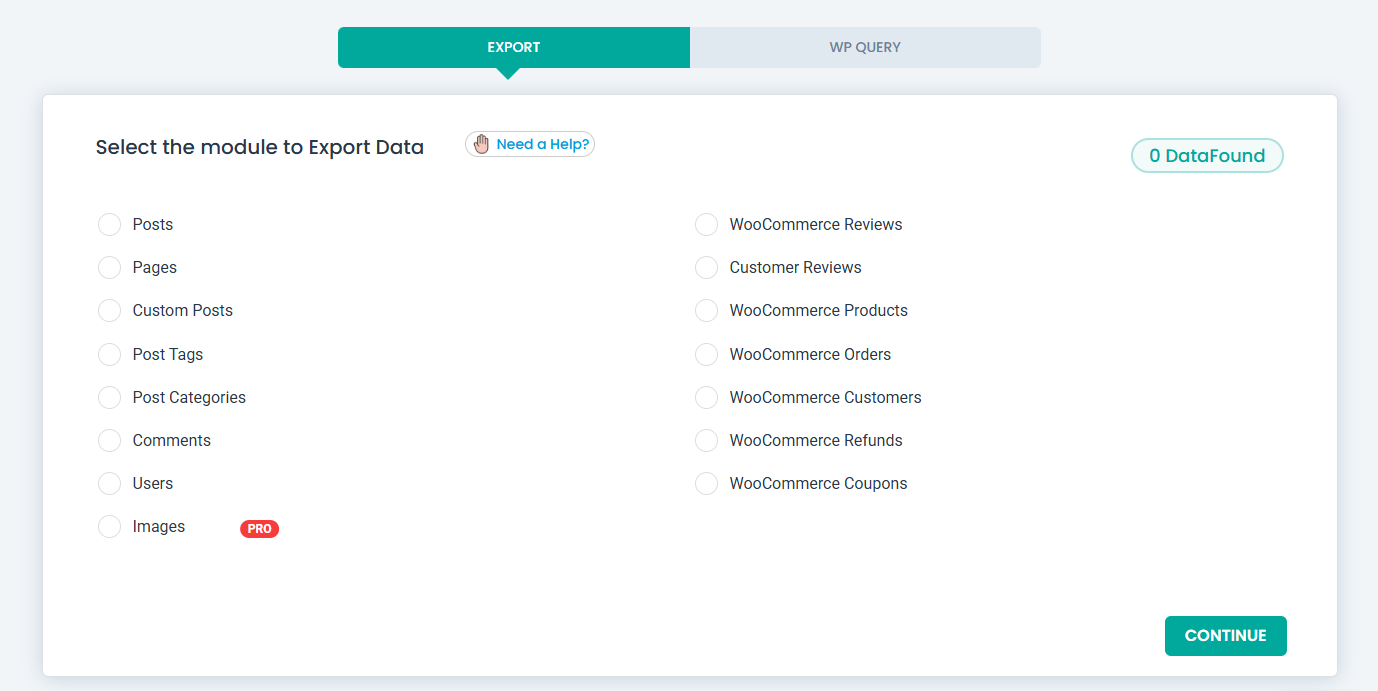 EXPORT
WP QUERY
Select the module to Export Data
Need a Help?
0 DataFound
Posts
Pages
Custom Posts
Post Tags
Post Categories
Comments
Users
Images PRO
WooCommerce Reviews
Customer Reviews
WooCommerce Products
WooCommerce Orders
WooCommerce Customers
WooCommerce Refunds
WooCommerce Coupons
CONTINUE